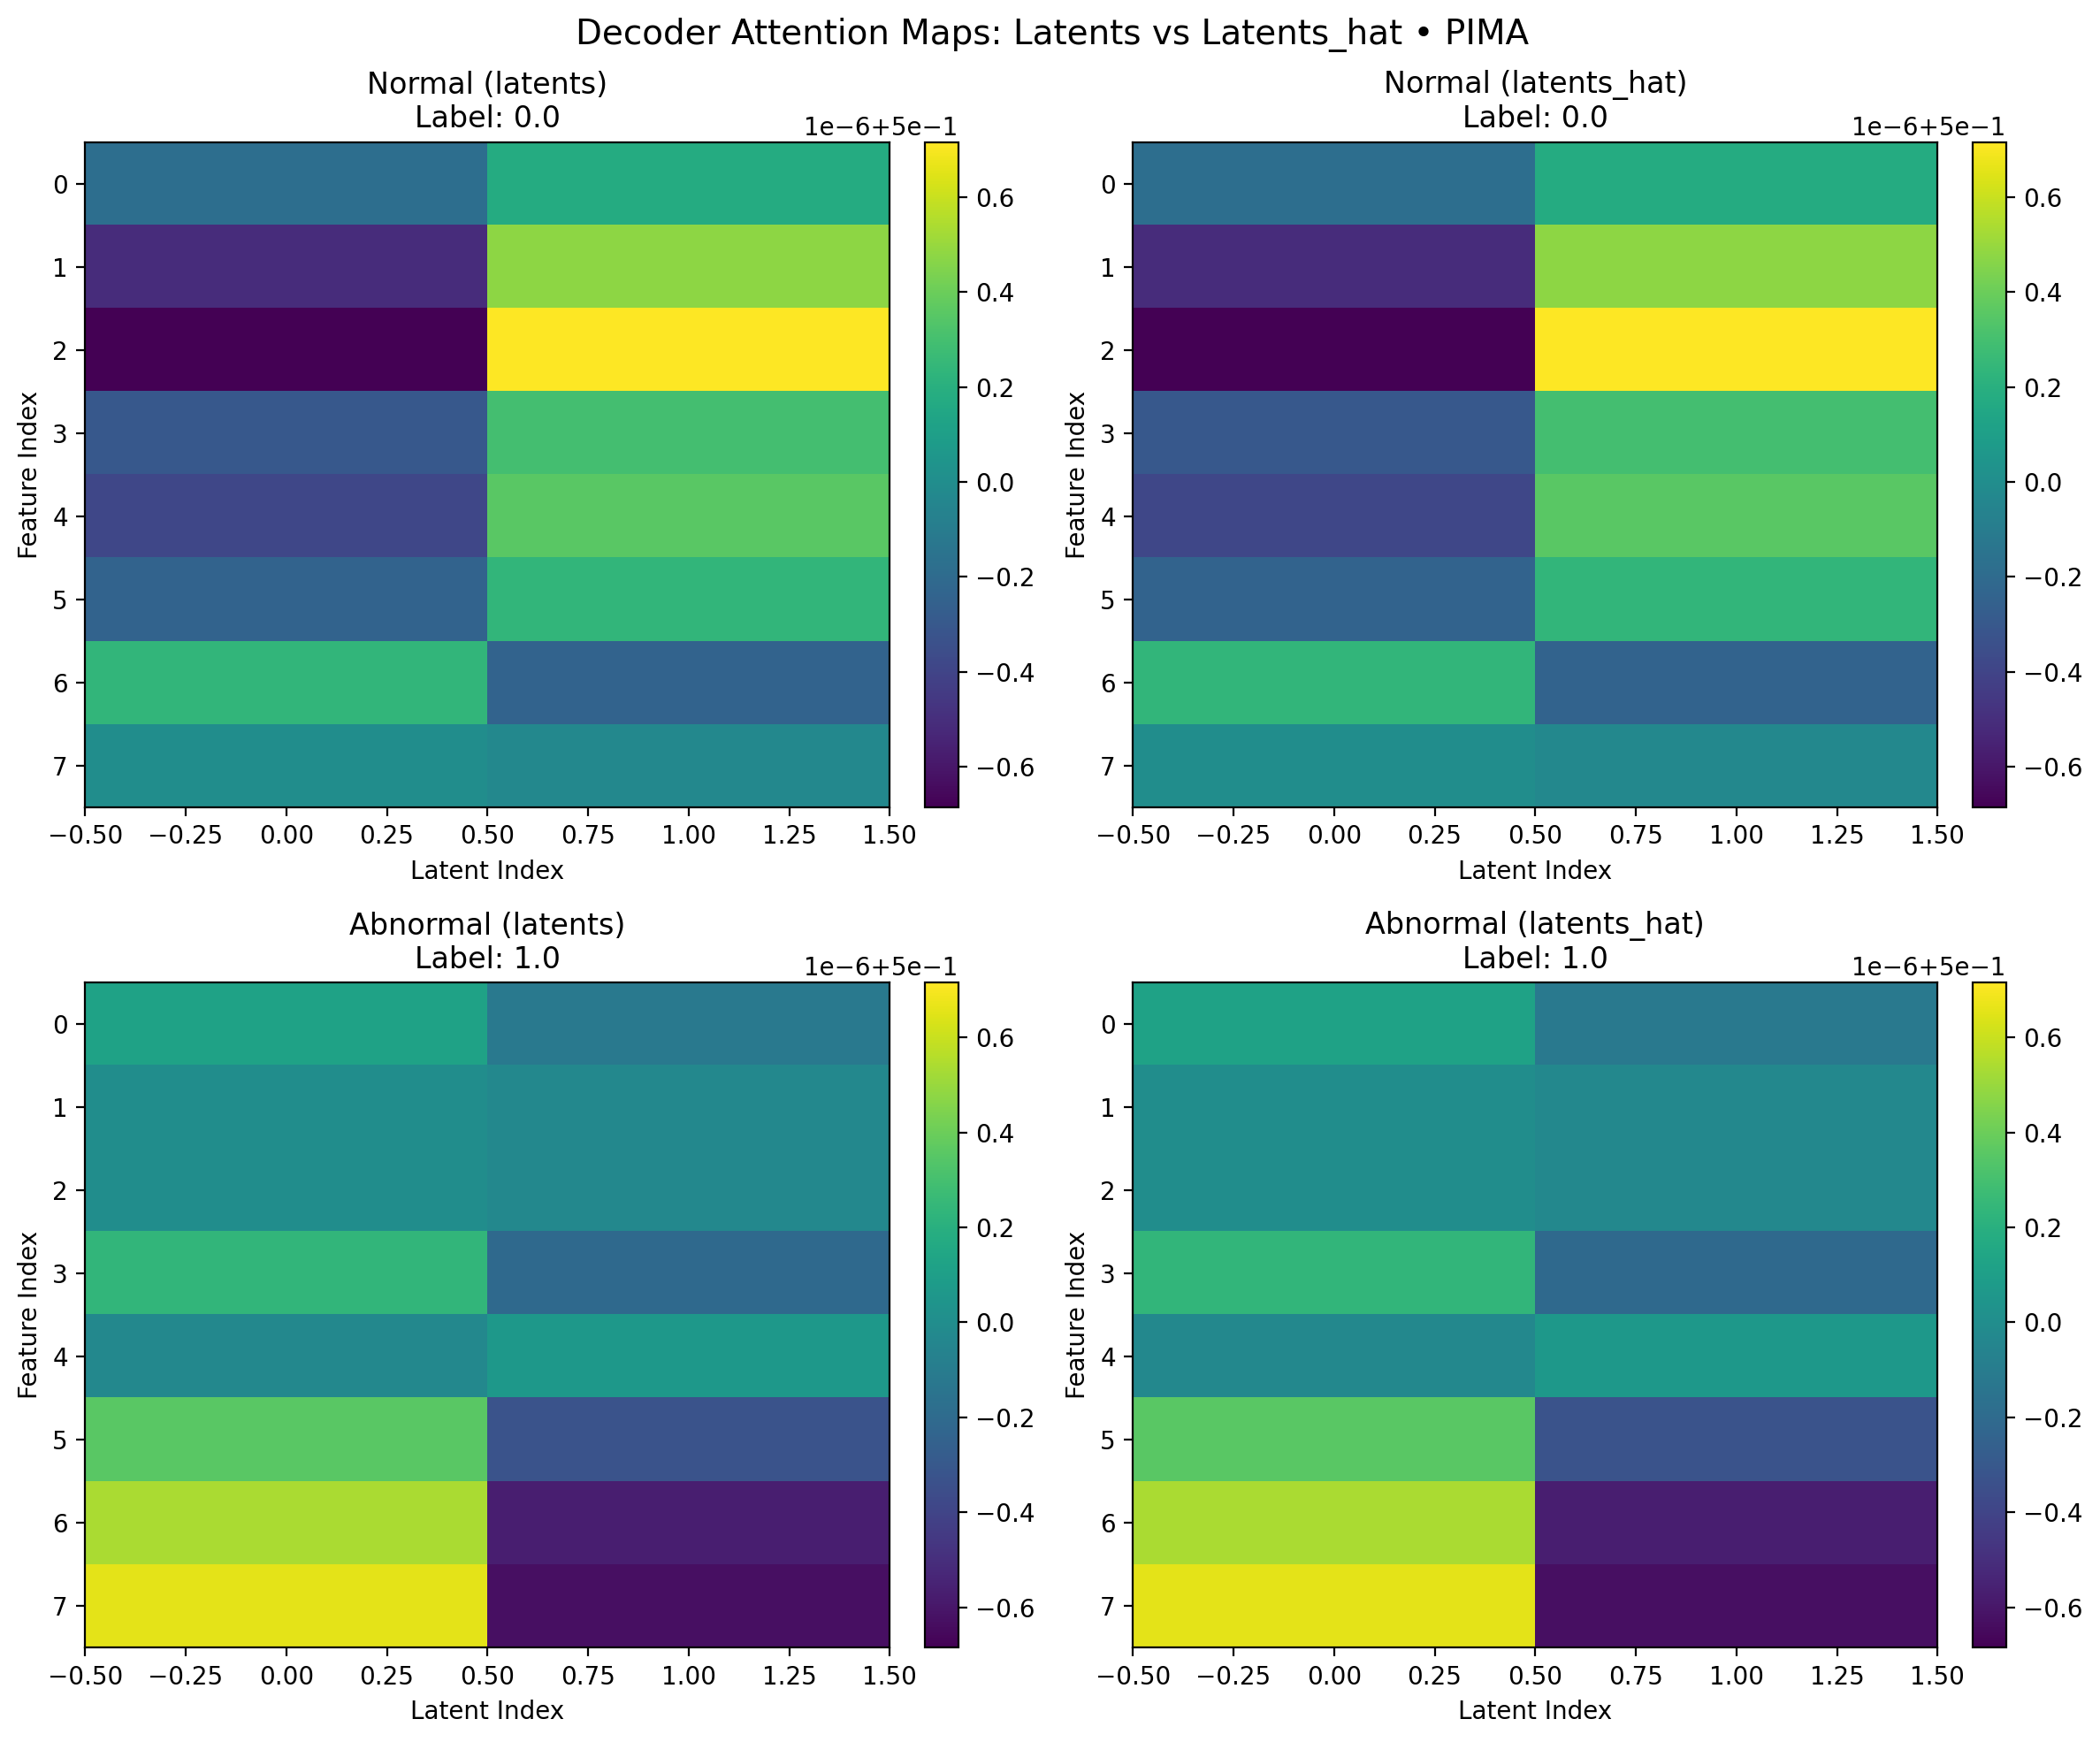 Decoder Attention Maps: Latents vs Latents_hat • PIMA
Normal (latents)
Label: 0.0
1e−6+5e−1
0
1
2
3
4
5
6
7
Feature Index
−0.50 −0.25 0.00 0.25 0.50 0.75 1.00 1.25 1.50
Latent Index
0.6
0.4
0.2
0.0
−0.2
−0.4
−0.6
Normal (latents_hat)
Label: 0.0
1e−6+5e−1
0
1
2
3
4
5
6
7
Feature Index
−0.50 −0.25 0.00 0.25 0.50 0.75 1.00 1.25 1.50
Latent Index
0.6
0.4
0.2
0.0
−0.2
−0.4
−0.6
Abnormal (latents)
Label: 1.0
1e−6+5e−1
0
1
2
3
4
5
6
7
Feature Index
−0.50 −0.25 0.00 0.25 0.50 0.75 1.00 1.25 1.50
Latent Index
0.6
0.4
0.2
0.0
−0.2
−0.4
−0.6
Abnormal (latents_hat)
Label: 1.0
1e−6+5e−1
0
1
2
3
4
5
6
7
Feature Index
−0.50 −0.25 0.00 0.25 0.50 0.75 1.00 1.25 1.50
Latent Index
0.6
0.4
0.2
0.0
−0.2
−0.4
−0.6